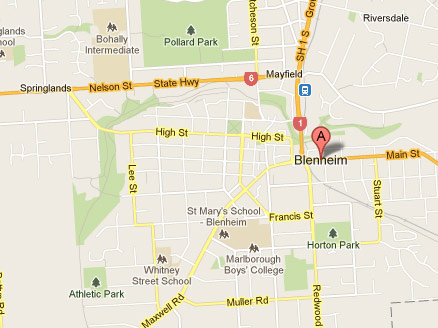 Bohally
Intermediate
Pollard Park
Riversdale
SH 1 S
Springlands
Nelson St
State Hwy
6
Mayfield
High St
High St
1
A
Blenheim
Main St
Lee St
Stuart St
St Mary's School
- Blenheim
Francis St
Horton Park
Marlborough
Boys' College
Whitney
Street School
Athletic Park
Maxwell Rd
Muller Rd
Redwood